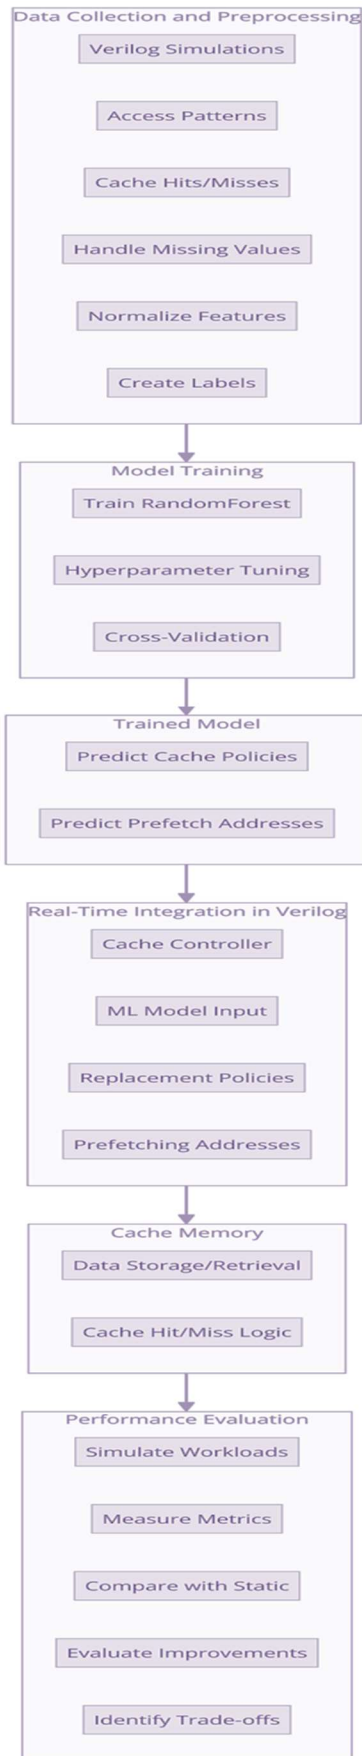 Data Collection and Preprocessing
Verilog Simulations
Access Patterns
Cache Hits/Misses
Handle Missing Values
Normalize Features
Create Labels
Model Training
Train RandomForest
Hyperparameter Tuning
Cross-Validation
Trained Model
Predict Cache Policies
Predict Prefetch Addresses
Real-Time Integration in Verilog
Cache Controller
ML Model Input
Replacement Policies
Prefetching Addresses
Cache Memory
Data Storage/Retrieval
Cache Hit/Miss Logic
Performance Evaluation
Simulate Workloads
Measure Metrics
Compare with Static
Evaluate Improvements
Identify Trade-offs